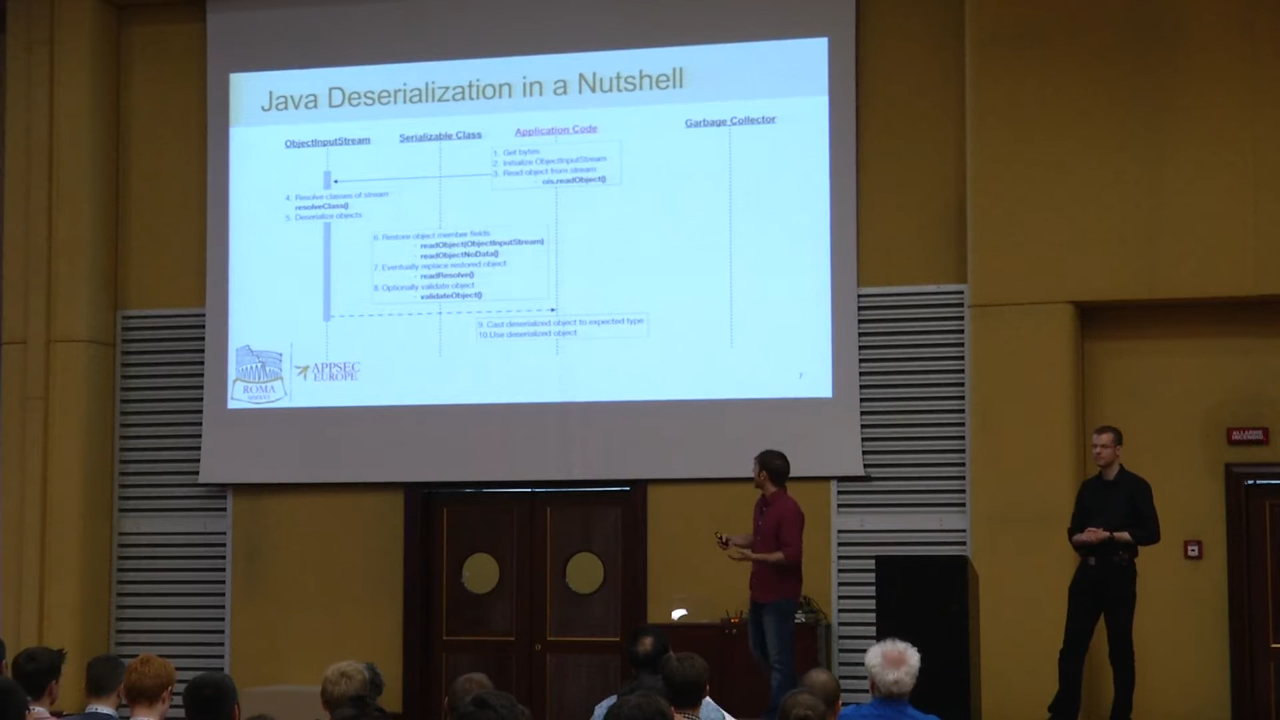 Java Deserialization in a Nutshell
ObjectInputStream
Serializable Class
Application Code
Garbage Collector
1. Get bytes
2. Initialize ObjectInputStream
3. Read object from stream
- ois.readObject()
4. Resolve classes of stream
resolveClass()
5. Deserialize objects
6. Restore object member fields
- readObject(ObjectInputStream)
- readObjectNoData()
7. Eventually replace restored object
- readResolve()
8. Optionally validate object
- validateObject()
9. Cast deserialized object to expected type
10.Use deserialized object
ROMA
APPSEC
EUROPE
7
ALLARME
INCENDIO